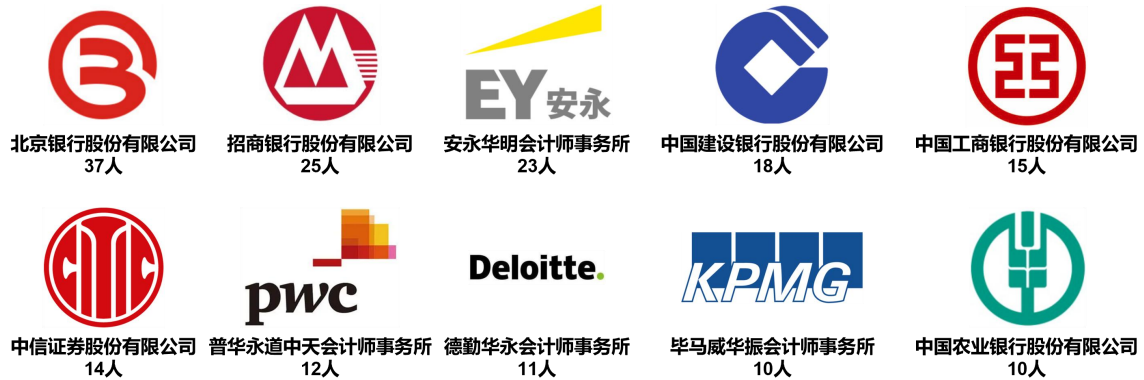 EY安永
北京银行股份有限公司
37人
招商银行股份有限公司
25人
安永华明会计师事务所
23人
中国建设银行股份有限公司
18人
中国工商银行股份有限公司
15人
CITIC
中信证券股份有限公司
14人
pwc
普华永道中天会计师事务所
12人
Deloitte.
德勤华永会计师事务所
11人
KPMG
毕马威华振会计师事务所
10人
中国农业银行股份有限公司
10人